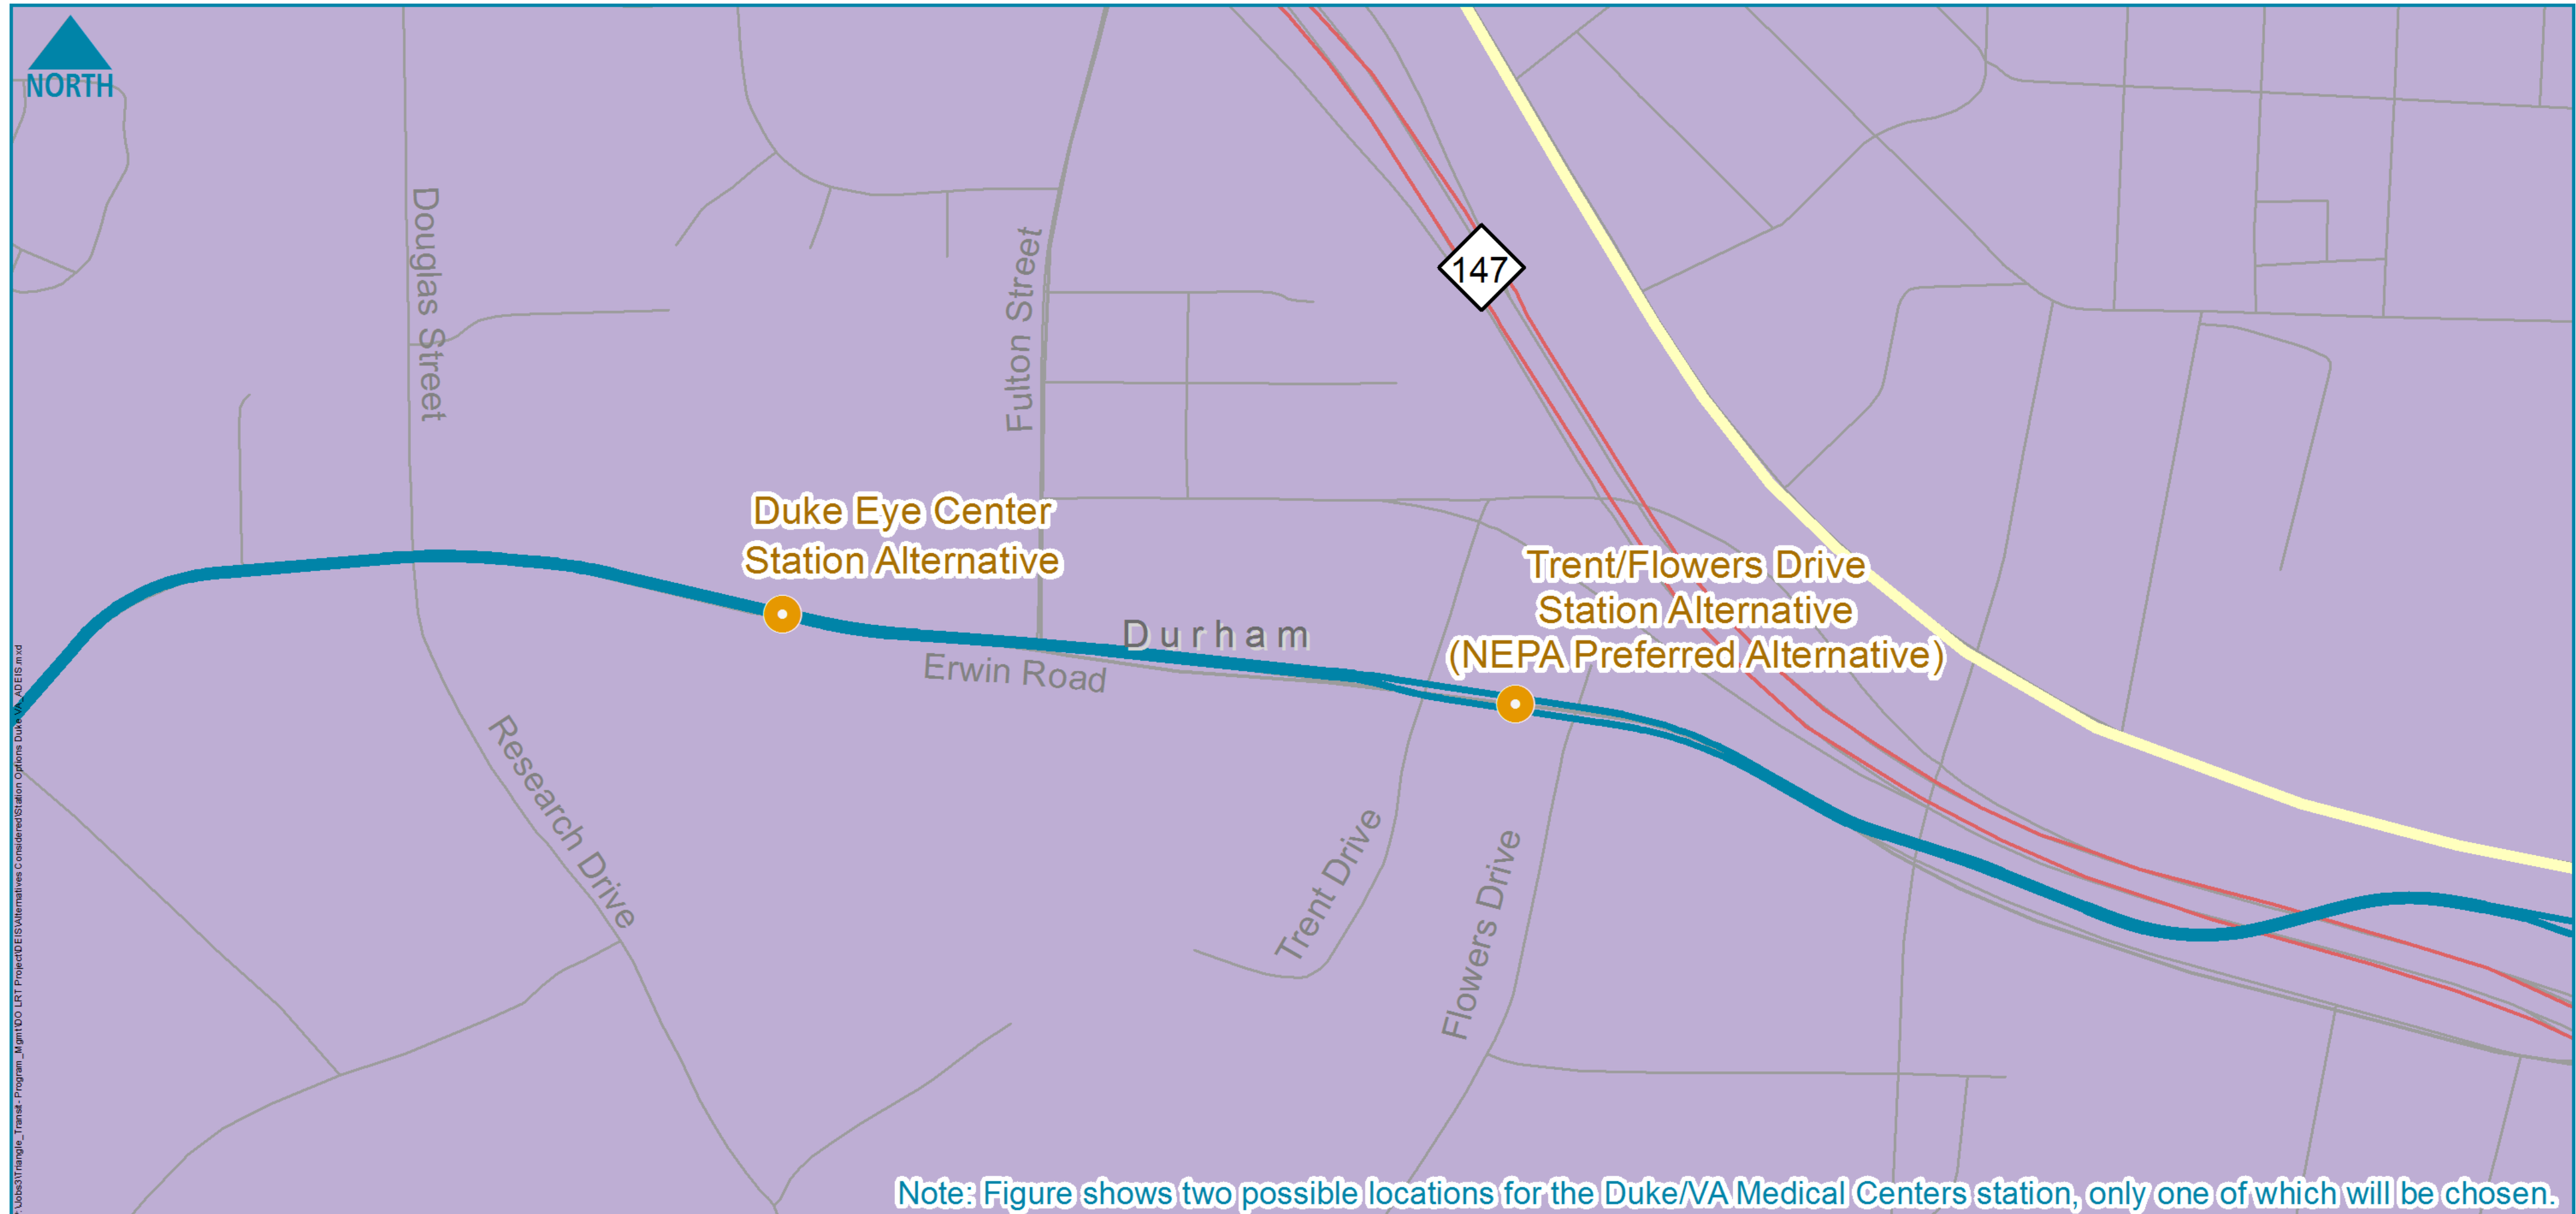 NORTH
Douglas Street
Fulton Street
147
Duke Eye Center
Station Alternative
Trent/Flowers Drive
Station Alternative
(NEPA Preferred Alternative)
Durham
Erwin Road
Research Drive
Trent Drive
Flowers Drive
Note: Figure shows two possible locations for the Duke/VA Medical Centers station, only one of which will be chosen.